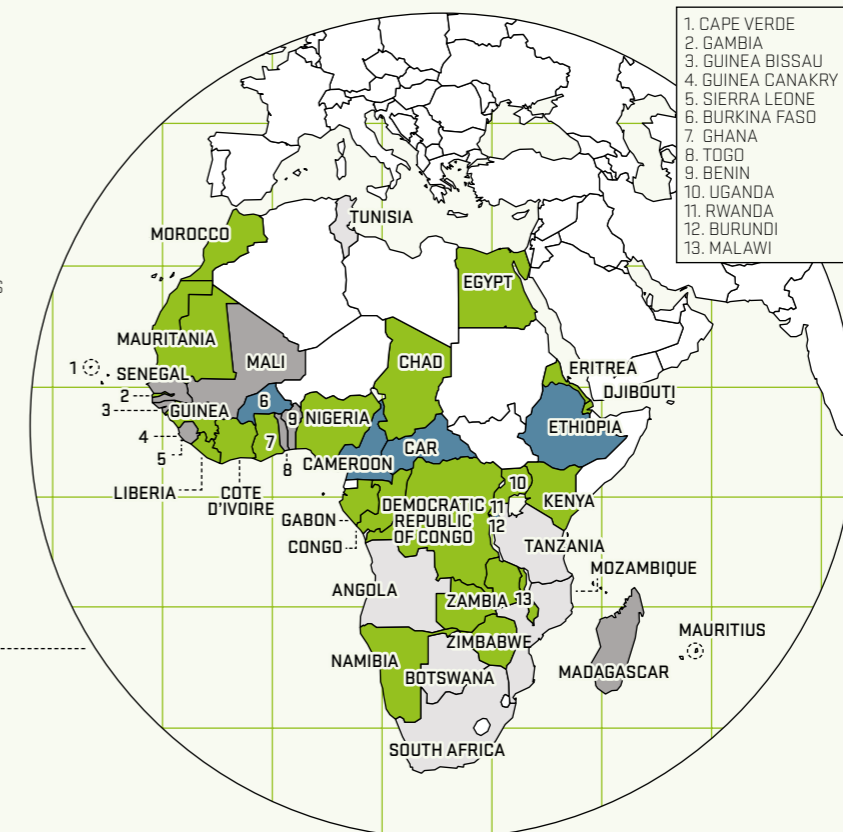 1. CAPE VERDE
2. GAMBIA
3. GUINEA BISSAU
4. GUINEA CANAKRY
5. SIERRA LEONE
6. BURKINA FASO
7. GHANA
8. TOGO
9. BENIN
10. UGANDA
11. RWANDA
12. BURUNDI
13. MALAWI
TUNISIA
MOROCCO
EGYPT
MAURITANIA
MALI
CHAD
1
SENEGAL
ERITREA
DJIBOUTI
2
6
3
GUINEA
9
NIGERIA
ETHIOPIA
4
7
CAR
5
8
CAMEROON
10
LIBERIA
COTE
D'IVOIRE
KENYA
DEMOCRATIC
REPUBLIC
OF CONGO
11
12
GABON
CONGO
TANZANIA
MOZAMBIQUE
ANGOLA
ZAMBIA
13
MAURITIUS
ZIMBABWE
NAMIBIA
BOTSWANA
MADAGASCAR
SOUTH AFRICA